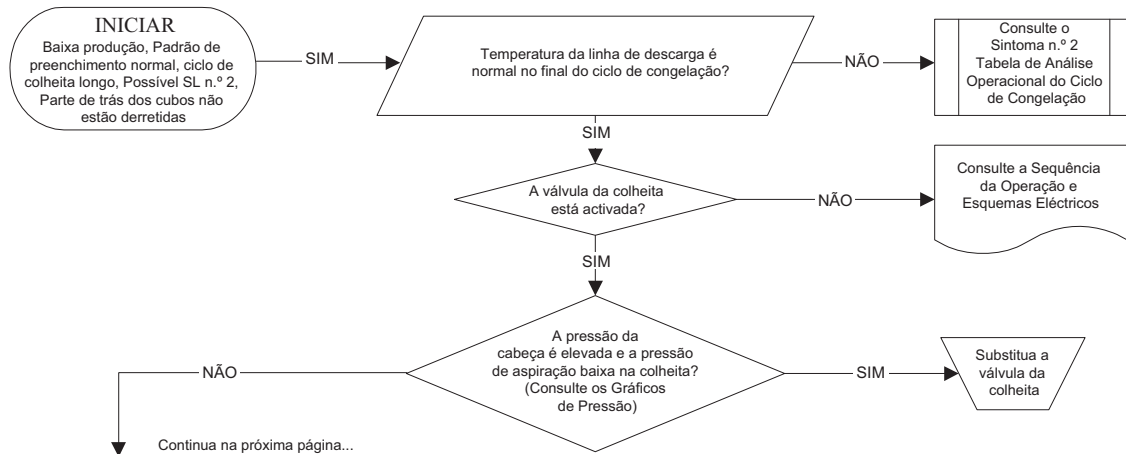 INICIAR
Baixa produção, Padrão de
preenchimento normal, ciclo de
colheita longo, Possível SL n.º 2,
Parte de trás dos cubos não
estão derretidas
SIM
Temperatura da linha de descarga é
normal no final do ciclo de congelação?
NÃO
Consulte o
Sintoma n.º 2
Tabela de Análise
Operacional do Ciclo
de Congelação
SIM
A válvula da colheita
está activada?
NÃO
Consulte a Sequência
da Operação e
Esquemas Eléctricos
SIM
A pressão da
cabeça é elevada e a pressão
de aspiração baixa na colheita?
(Consulte os Gráficos
de Pressão)
NÃO
SIM
Substitua a
válvula da
colheita
Continua na próxima página...